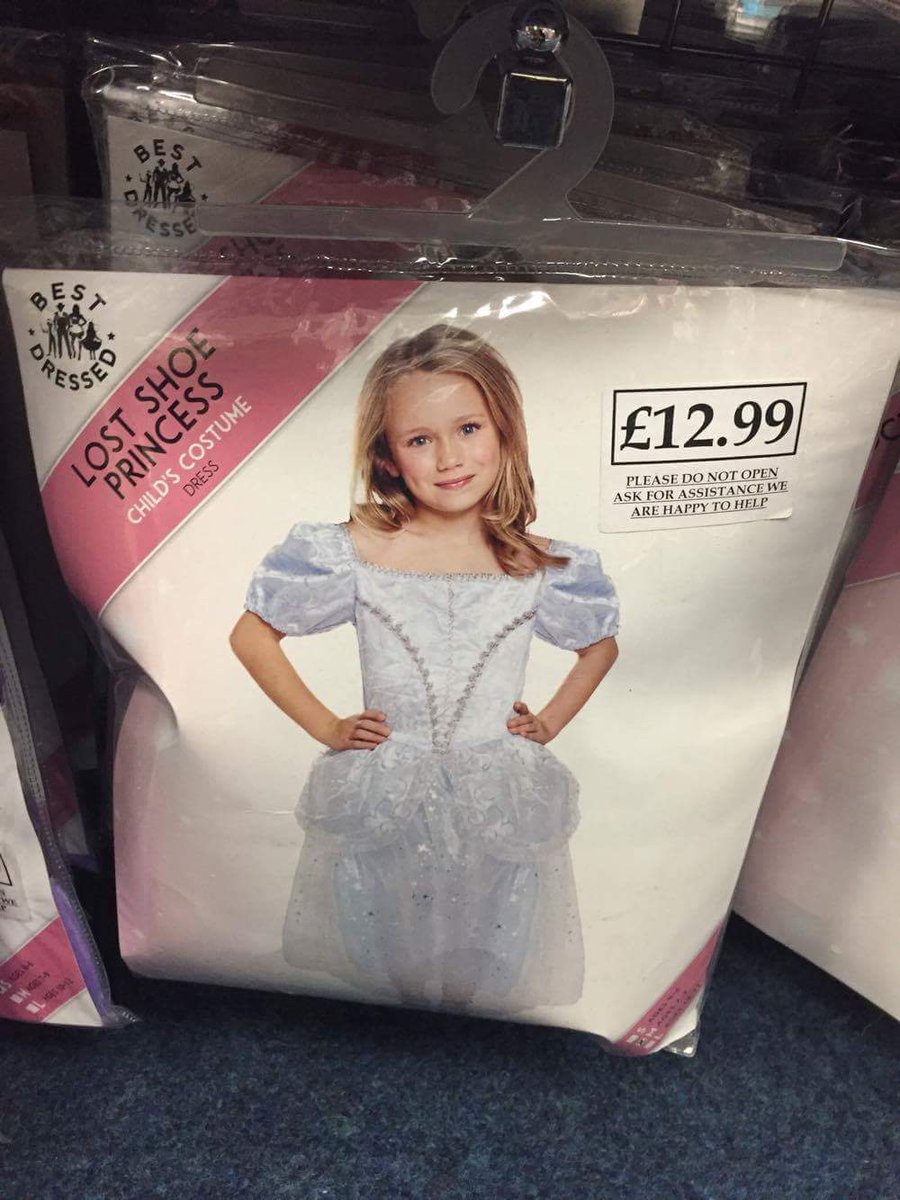 BEST
DRESSED
BEST
DRESSED
LOST SHOE
PRINCESS
CHILD'S COSTUME
DRESS
£12.99
PLEASE DO NOT OPEN
ASK FOR ASSISTANCE WE
ARE HAPPY TO HELP
S
M
L